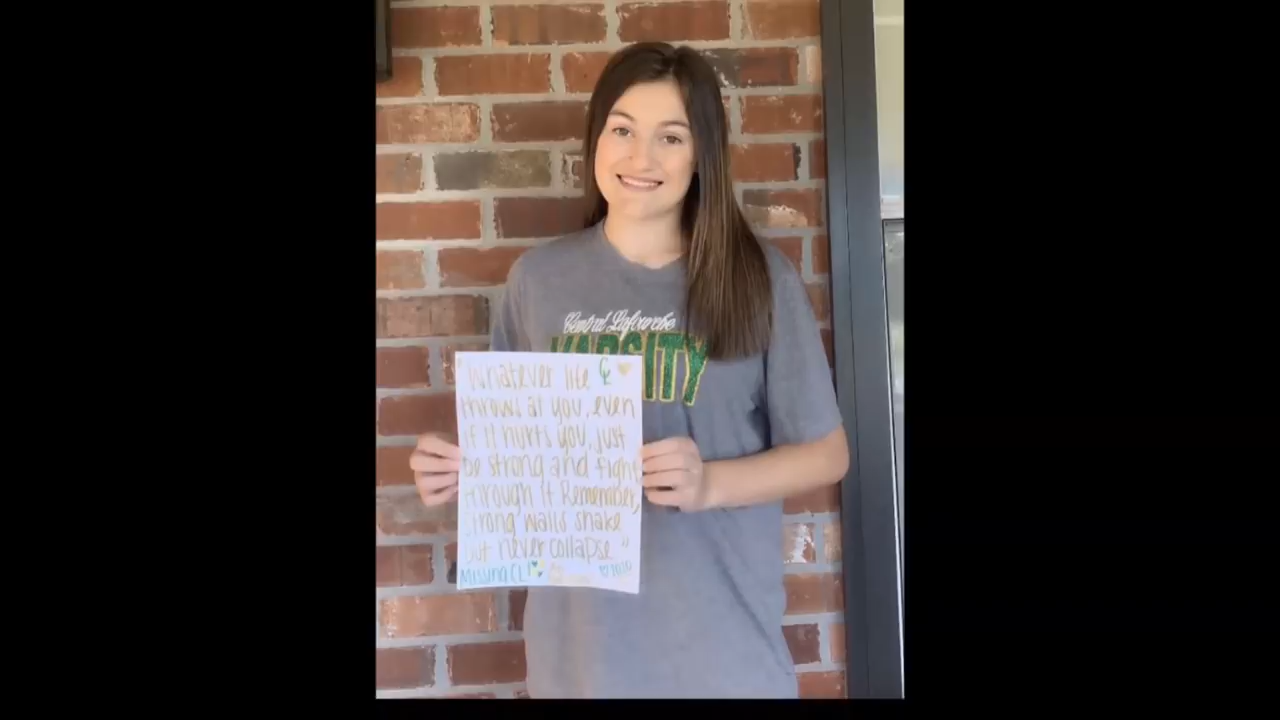 Central Lafourche
VARSITY
"Whatever life CL
throws at you, even
if it hurts you, just
be strong and fight
through it Remember,
strong walls shake
but never collapse"
Missing CL!